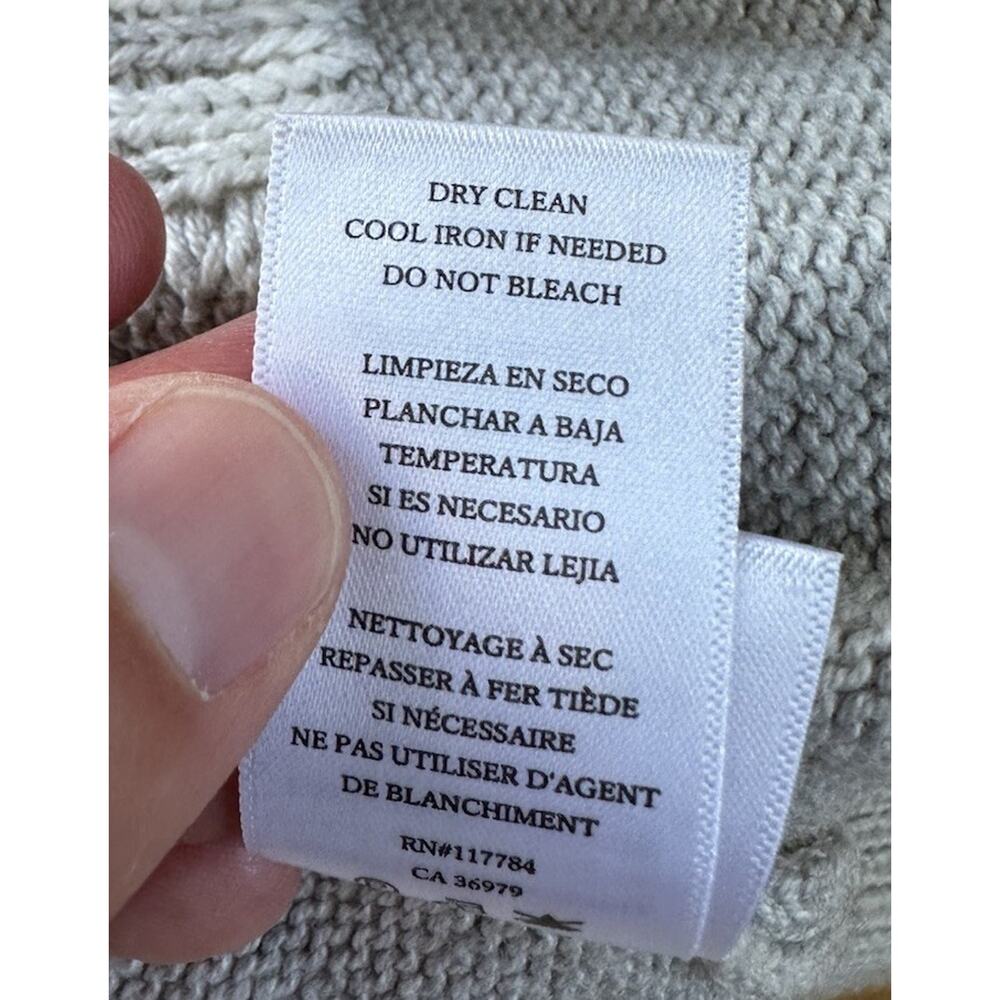 DRY CLEAN
COOL IRON IF NEEDED
DO NOT BLEACH
LIMPIEZA EN SECO
PLANCHAR A BAJA
TEMPERATURA
SI ES NECESARIO
NO UTILIZAR LEJIA
NETTOYAGE À SEC
REPASSER À FER TIÈDE
SI NÉCESSAIRE
NE PAS UTILISER D'AGENT
DE BLANCHIMENT
RN#117784
CA 36979